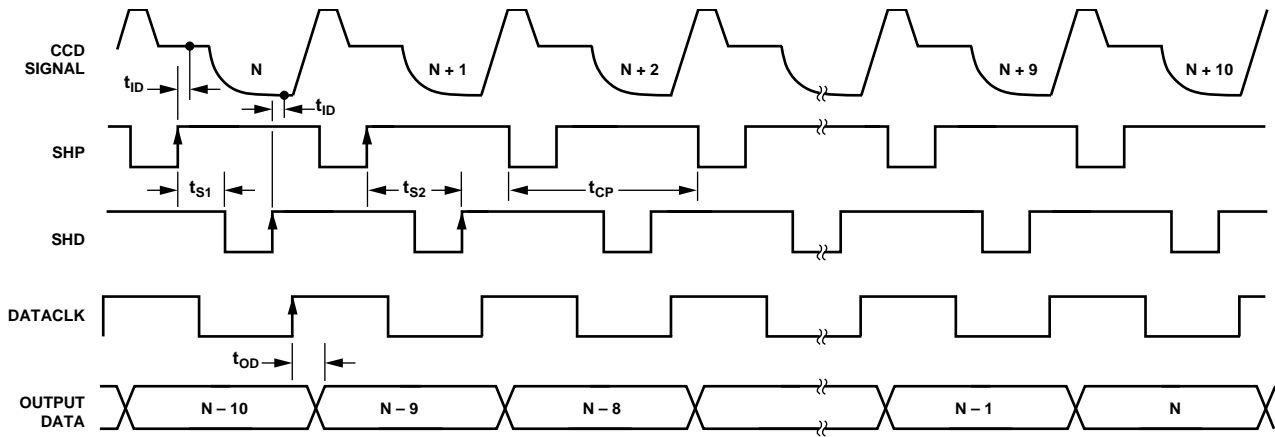 CCD
SIGNAL
N
N + 1
N + 2
N + 9
N + 10
tID
tID
SHP
tS1
tS2
tCP
SHD
DATACLK
tOD
OUTPUT
DATA
N – 10
N – 9
N – 8
N – 1
N